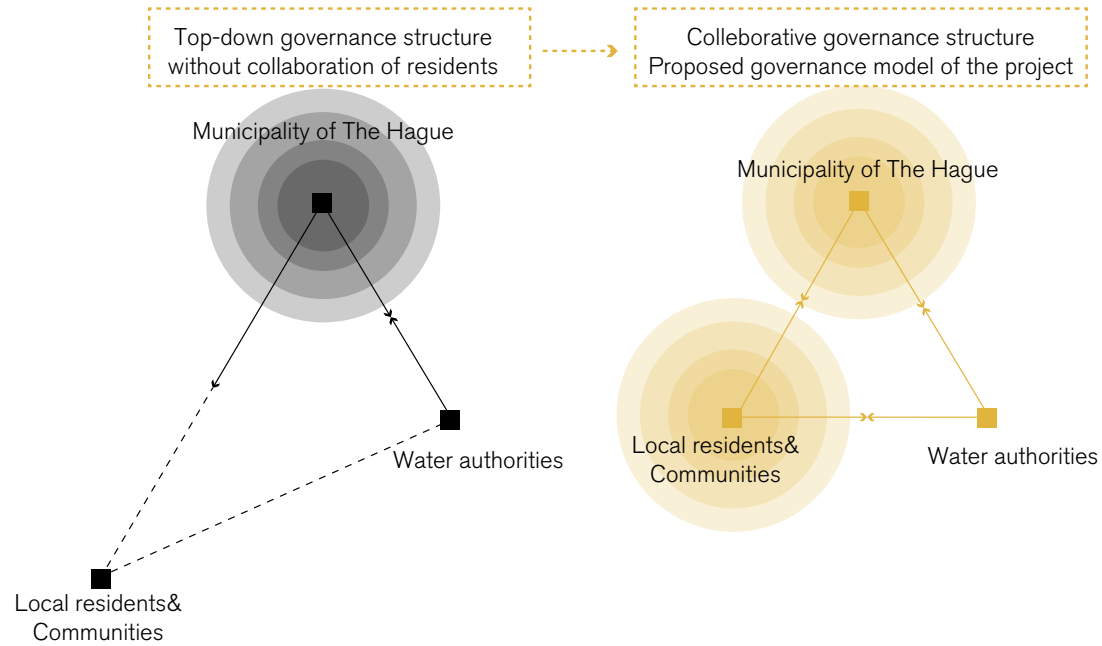 Top-down governance structure
without collaboration of residents
Colleborative governance structure
Proposed governance model of the project
Municipality of The Hague
Water authorities
Local residents&
Communities
Municipality of The Hague
Local residents&
Communities
Water authorities